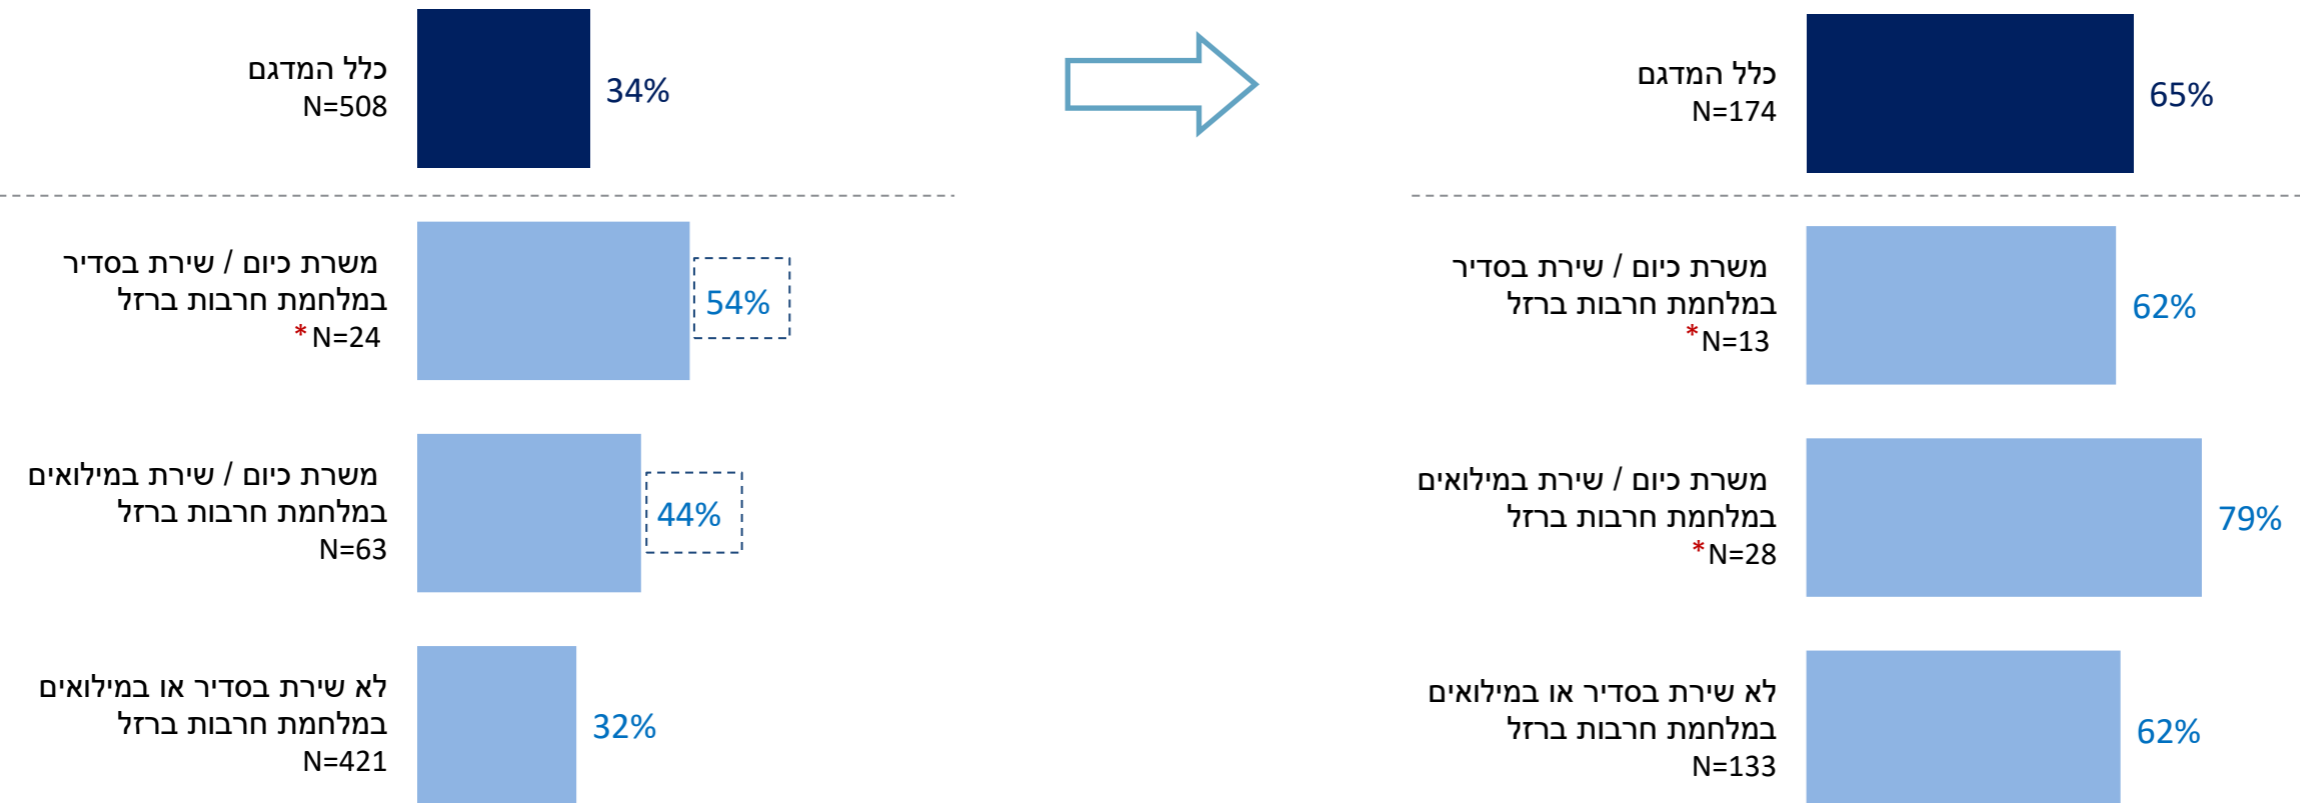 כלל המדגם
N=508
34%
משרת כיום / שירת בסדיר
במלחמת חרבות ברזל
*N=24
54%
משרת כיום / שירת במילואים
במלחמת חרבות ברזל
N=63
44%
לא שירת בסדיר או במילואים
במלחמת חרבות ברזל
N=421
32%
כלל המדגם
N=174
65%
משרת כיום / שירת בסדיר
במלחמת חרבות ברזל
*N=13
62%
משרת כיום / שירת במילואים
במלחמת חרבות ברזל
*N=28
79%
לא שירת בסדיר או במילואים
במלחמת חרבות ברזל
N=133
62%